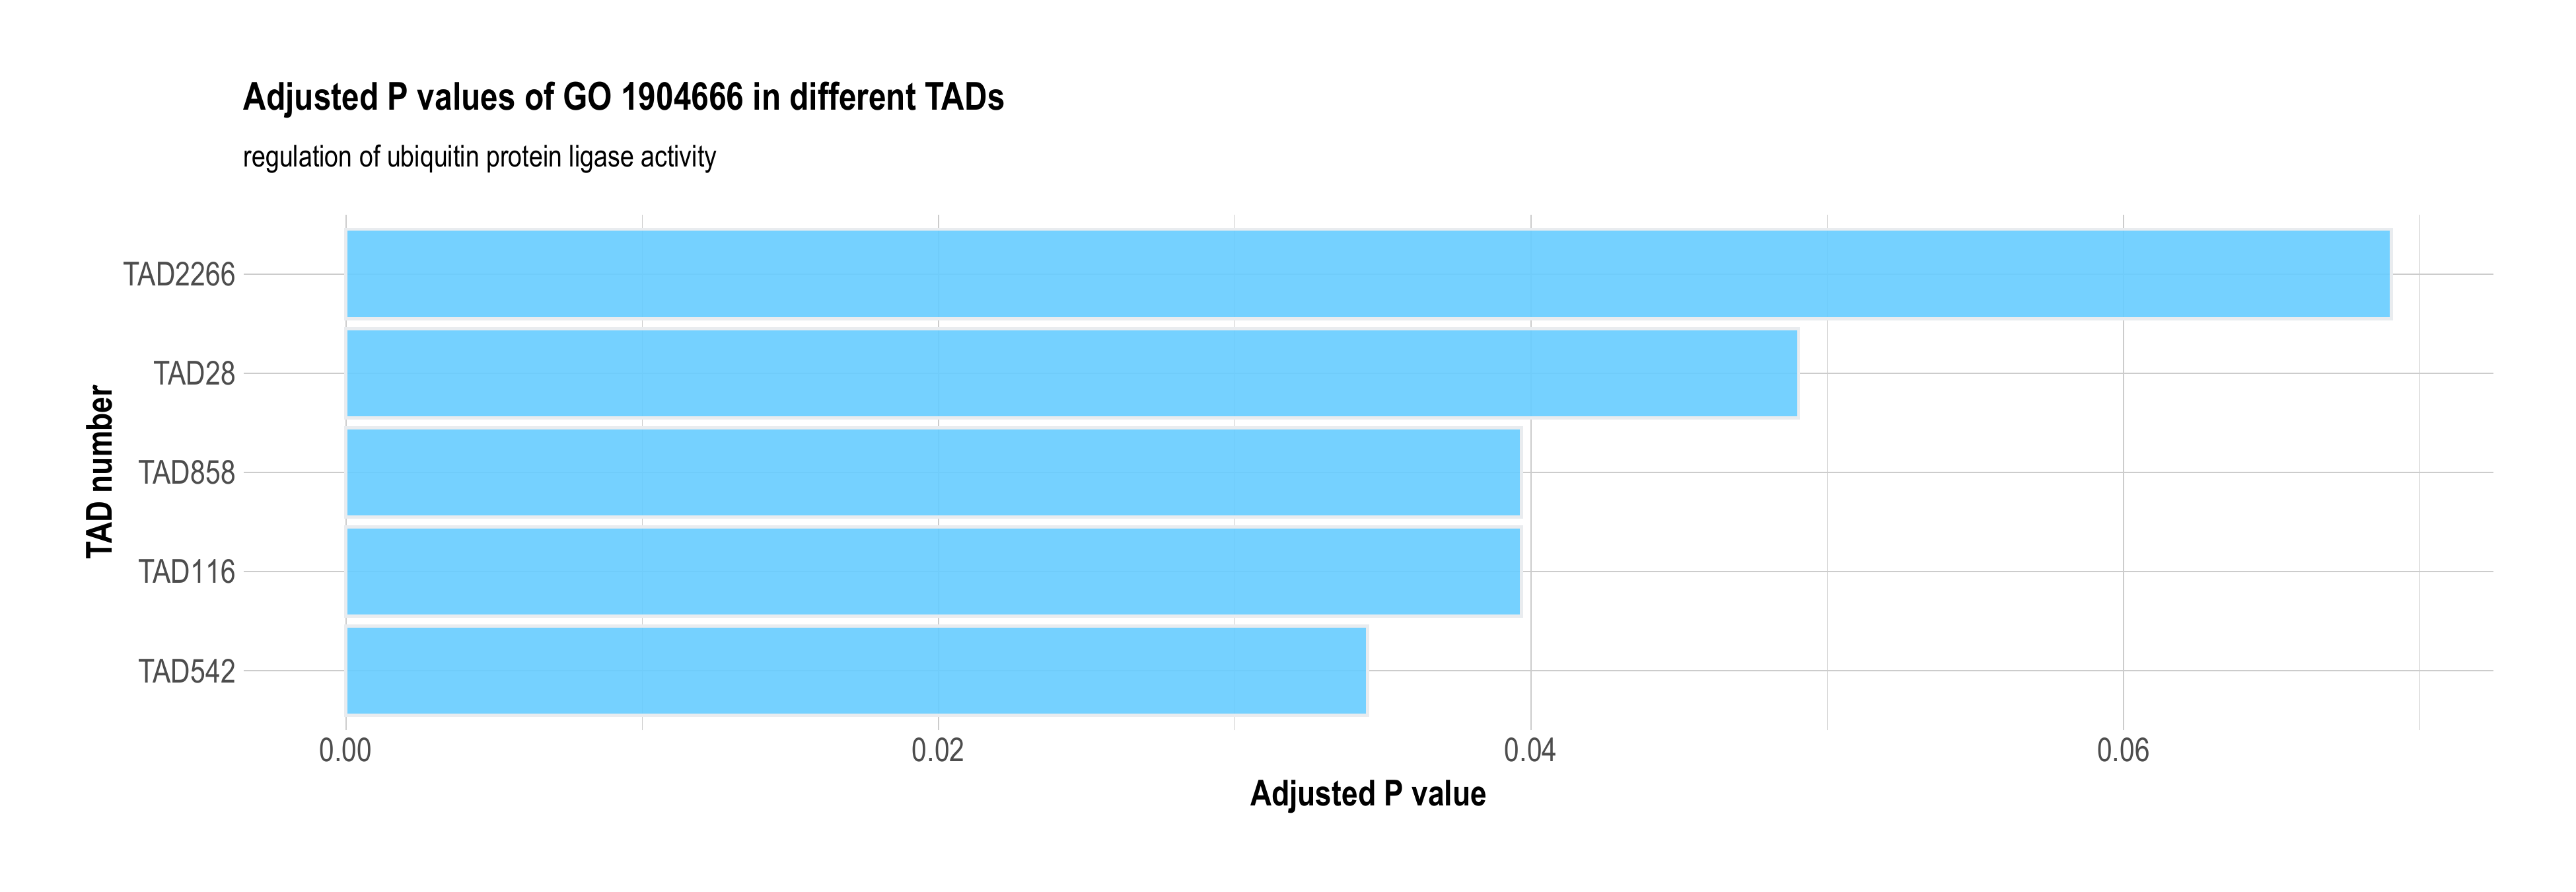 Adjusted P values of GO 1904666 in different TADs
regulation of ubiquitin protein ligase activity
TAD number
TAD2266
TAD28
TAD858
TAD116
TAD542
0.00 0.02 0.04 0.06
Adjusted P value